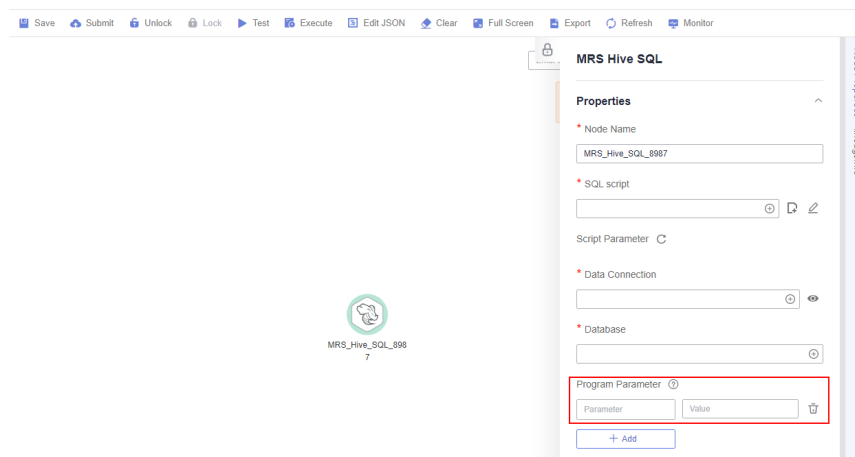 Save Submit Unlock Lock Test Execute Edit JSON Clear Full Screen Export Refresh Monitor
MRS Hive SQL
Properties
* Node Name
MRS_Hive_SQL_8987
* SQL script
Script Parameter
* Data Connection
* Database
Program Parameter
Parameter Value
+ Add
MRS_Hive_SQL_898
7